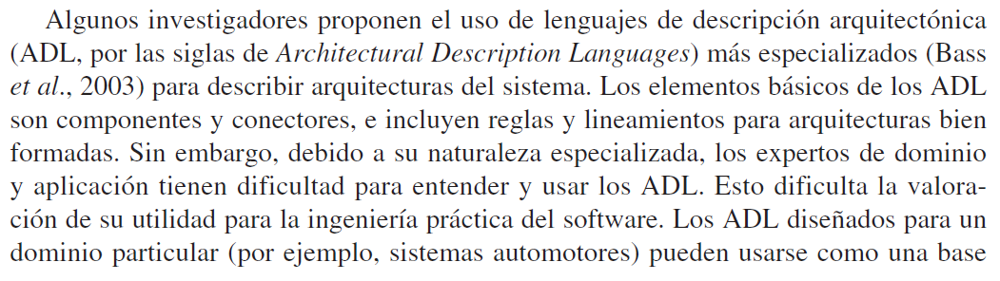 Algunos investigadores proponen el uso de lenguajes de descripción arquitectónica
(ADL, por las siglas de Architectural Description Languages) más especializados (Bass
et al., 2003) para describir arquitecturas del sistema. Los elementos básicos de los ADL
son componentes y conectores, e incluyen reglas y lineamientos para arquitecturas bien
formadas. Sin embargo, debido a su naturaleza especializada, los expertos de dominio
y aplicación tienen dificultad para entender y usar los ADL. Esto dificulta la valora-
ción de su utilidad para la ingeniería práctica del software. Los ADL diseñados para un
dominio particular (por ejemplo, sistemas automotores) pueden usarse como una base